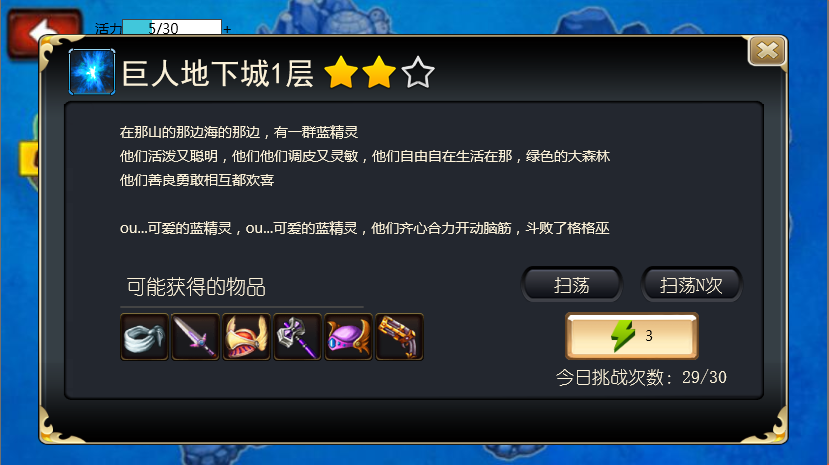 活力 5/30 +
巨人地下城1层
在那山的那边海的那边，有一群蓝精灵
他们活泼又聪明，他们他们调皮又灵敏，他们自由自在生活在那，绿色的大森林
他们善良勇敢相互都欢喜
ou...可爱的蓝精灵，ou...可爱的蓝精灵，他们齐心合力开动脑筋，斗败了格格巫
可能获得的物品
扫荡
扫荡N次
3
今日挑战次数: 29/30